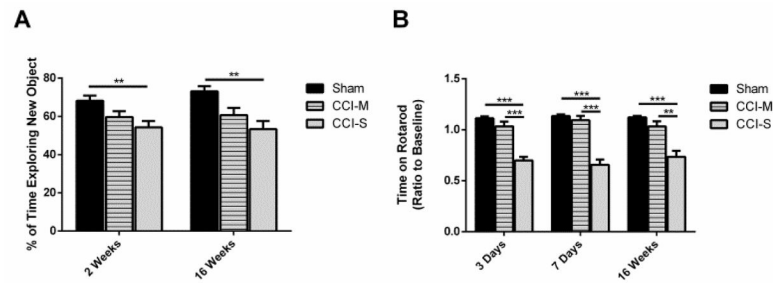 A
% of Time Exploring New Object
80
60
40
20
0
**
**
2 Weeks
16 Weeks
Sham
CCI-M
CCI-S
B
Time on Rotarod
(Ratio to Baseline)
1.5
1.0
0.5
0.0
***
***
***
***
***
**
3 Days
7 Days
16 Weeks
Sham
CCI-M
CCI-S